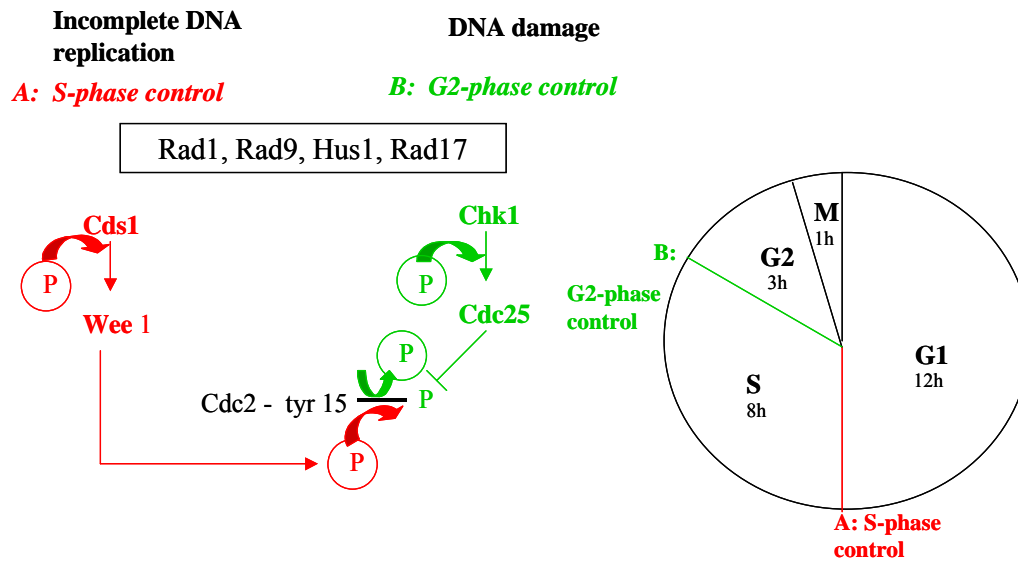 Incomplete DNA
replication
DNA damage
A: S-phase control
B: G2-phase control
Rad1, Rad9, Hus1, Rad17
Cds1
P
Wee 1
Chk1
P
Cdc25
P
Cdc2 - tyr 15
P
P
M
1h
G2
3h
B:
G2-phase
control
G1
12h
S
8h
A: S-phase
control